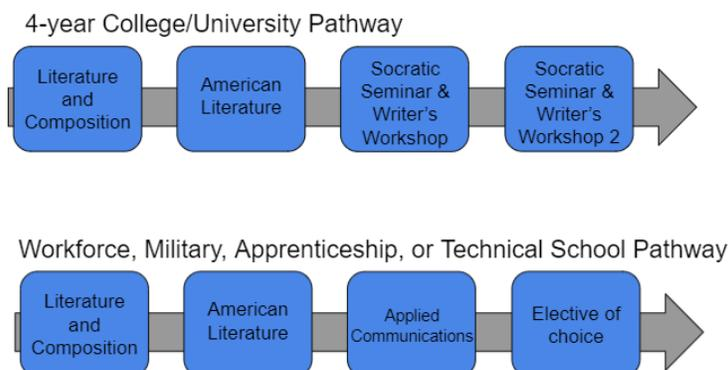 4-year College/University Pathway
Literature
and
Composition
American
Literature
Socratic
Seminar &
Writer's
Workshop
Socratic
Seminar &
Writer's
Workshop 2
Workforce, Military, Apprenticeship, or Technical School Pathway
Literature
and
Composition
American
Literature
Applied
Communications
Elective of
choice